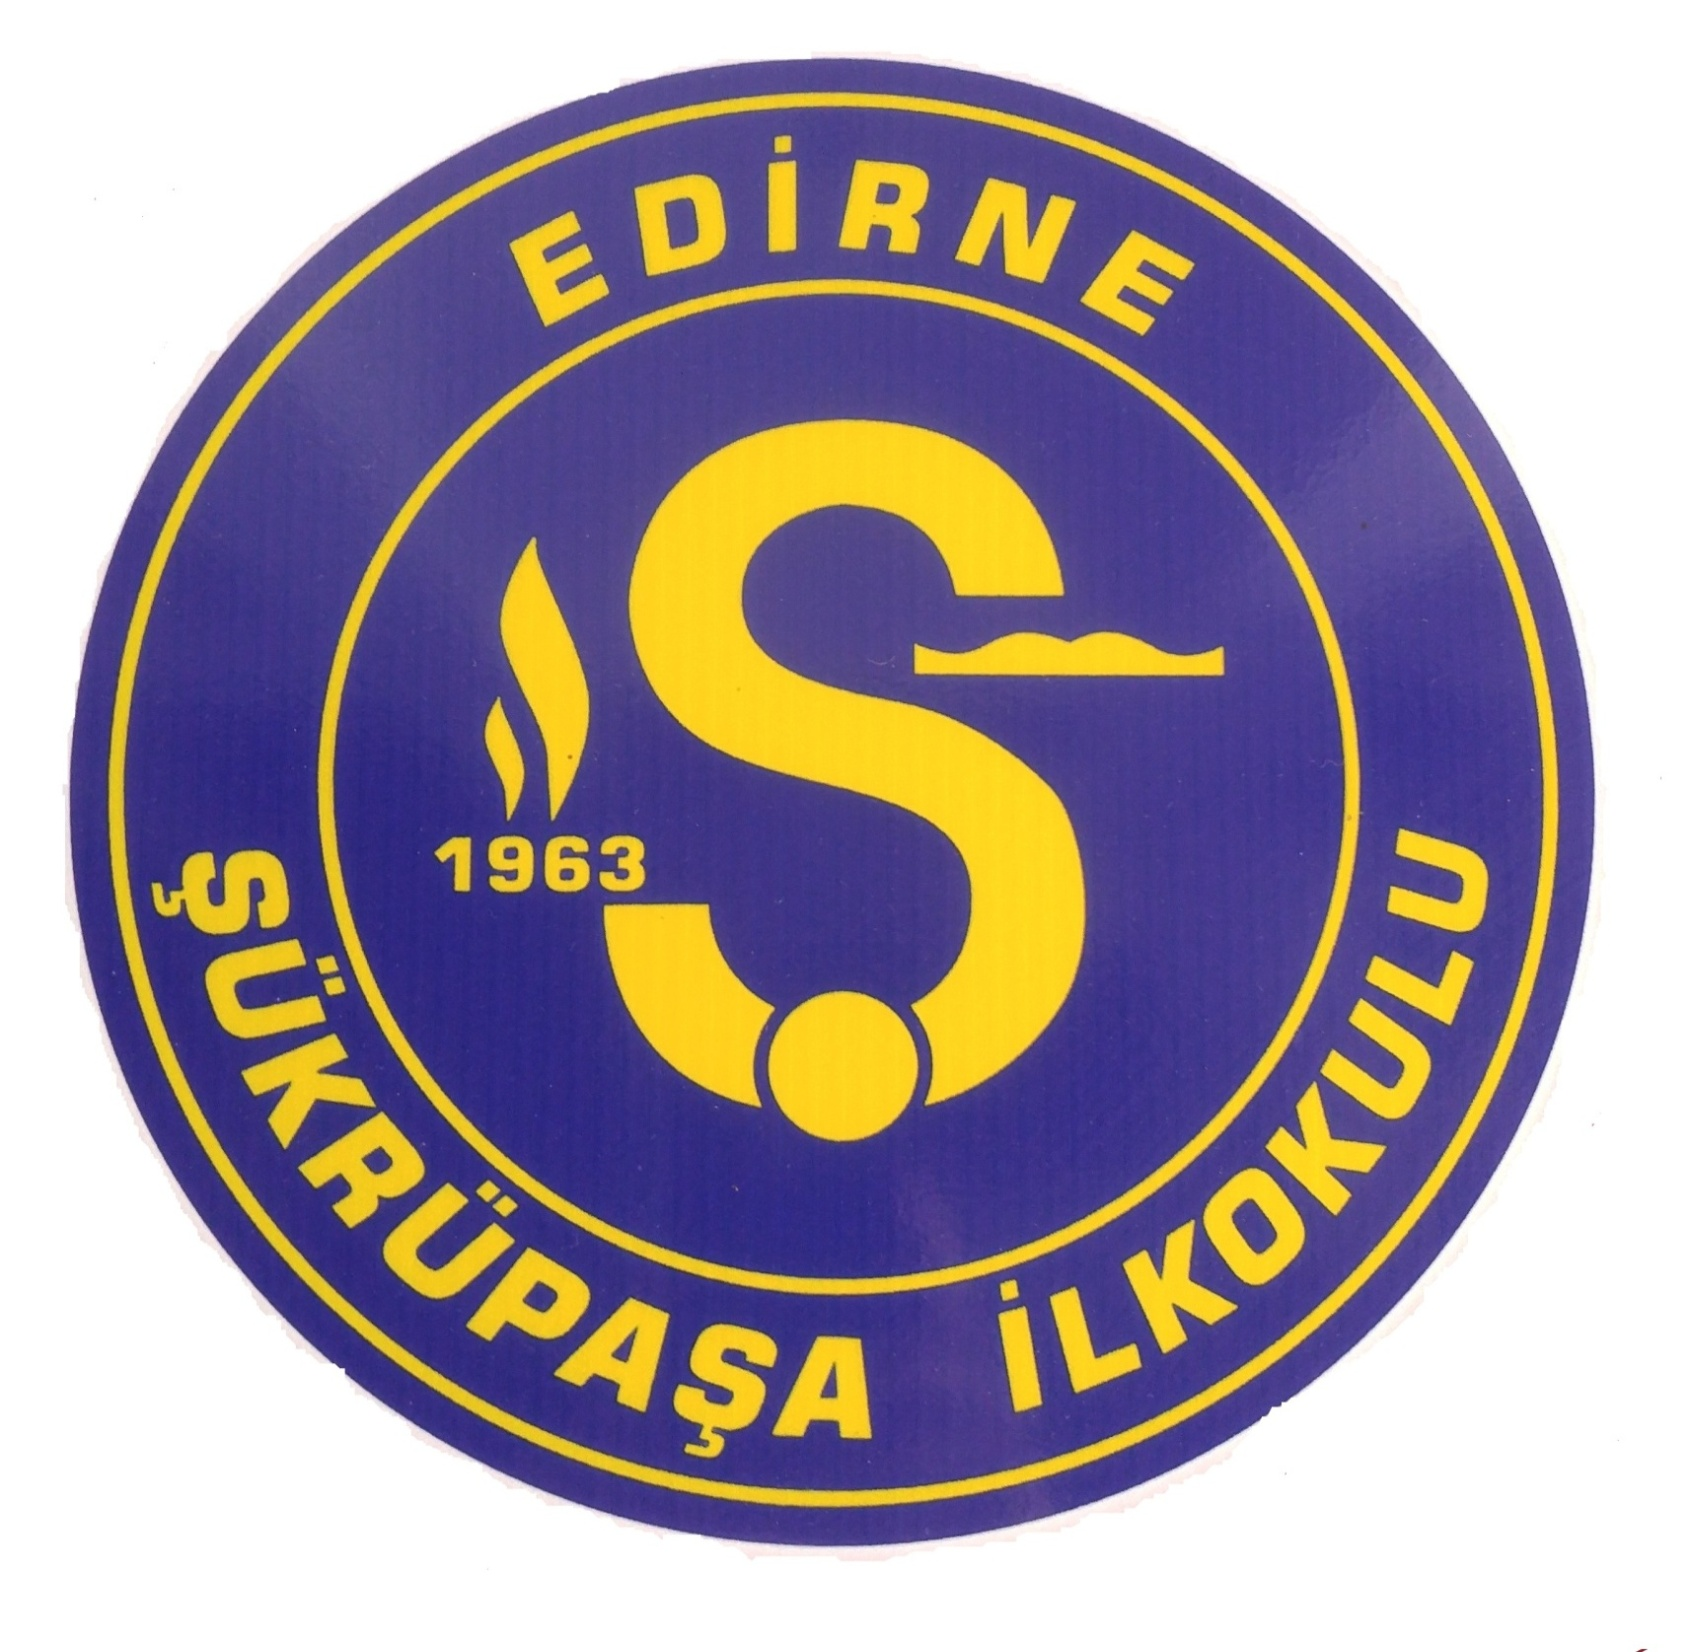 EDİRNE
Ş
1963
ŞÜKRÜPAŞA İLKOKULU